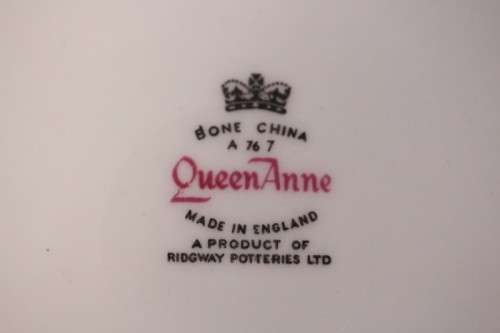 BONE CHINA
A 76 7
Queen Anne
MADE IN ENGLAND
A PRODUCT OF
RIDGWAY POTTERIES LTD